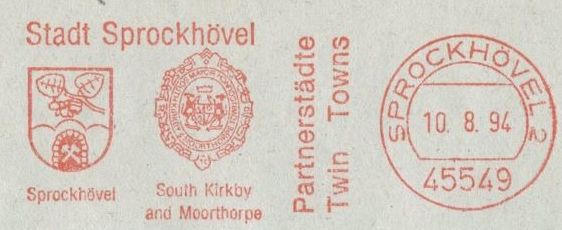 Stadt Sprockhövel
Sprockhövel
South Kirkby
and Moorthorpe
Partnerstädte
Twin Towns
SPROCKHÖVEL 2
10. 8. 94
45549